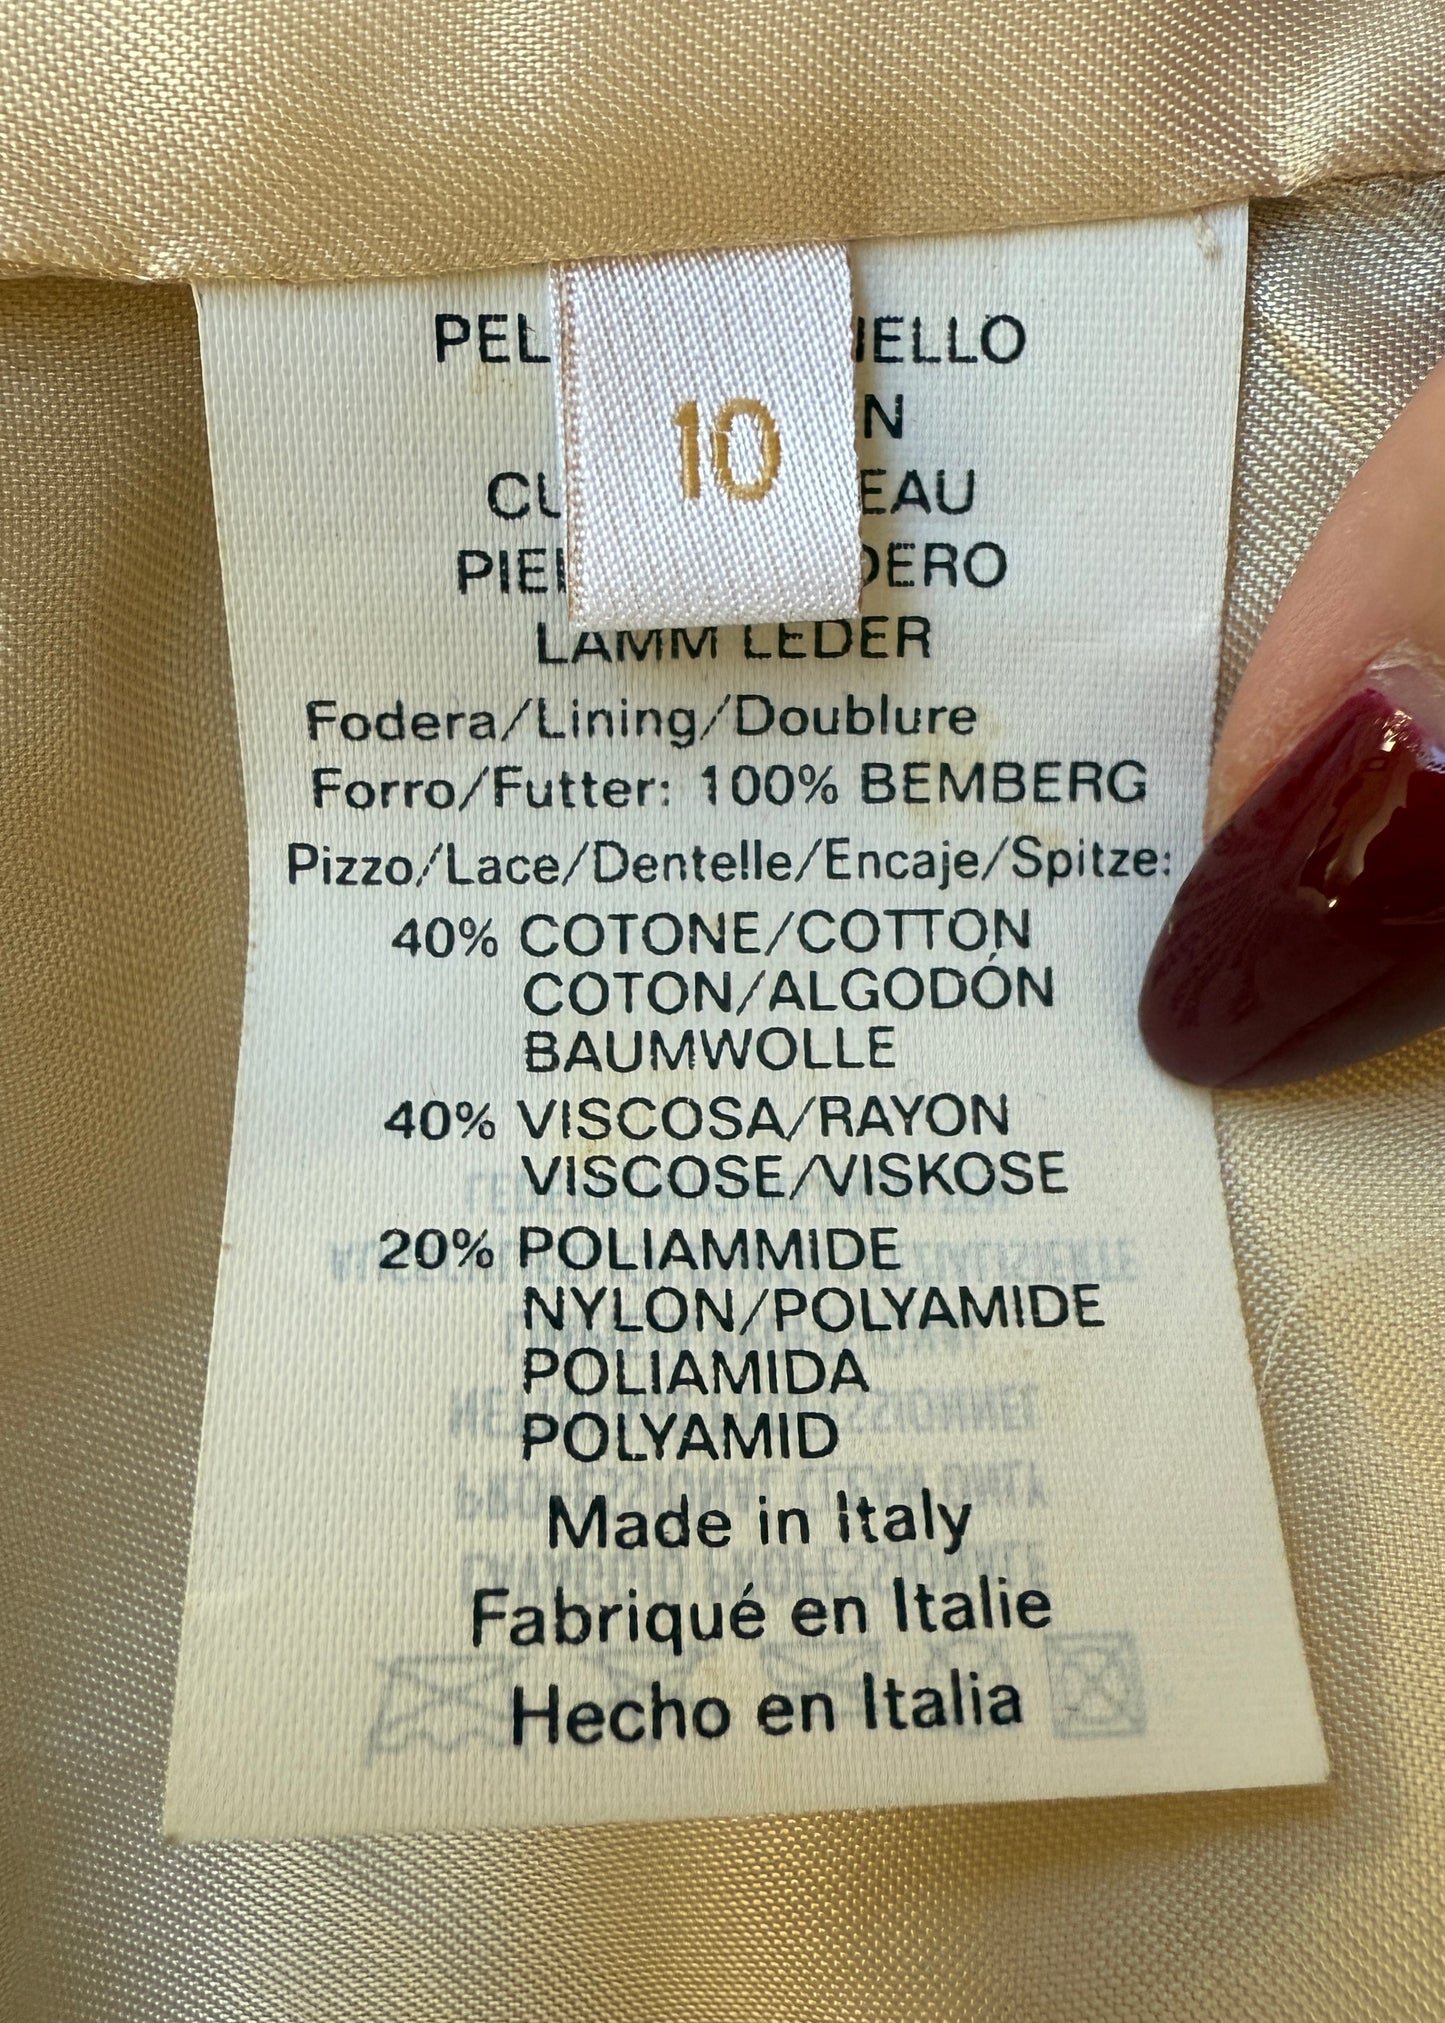 10
LAMM LEDER
Fodera/Lining/Doublure
Forro/Futter: 100% BEMBERG
Pizzo/Lace/Dentelle/Encaje/Spitze:
40% COTONE/COTTON
COTON/ALGODÓN
BAUMWOLLE
40% VISCOSA/RAYON
VISCOSE/VISKOSE
20% POLIAMMIDE
NYLON/POLYAMIDE
POLIAMIDA
POLYAMID
Made in Italy
Fabriqué en Italie
Hecho en Italia